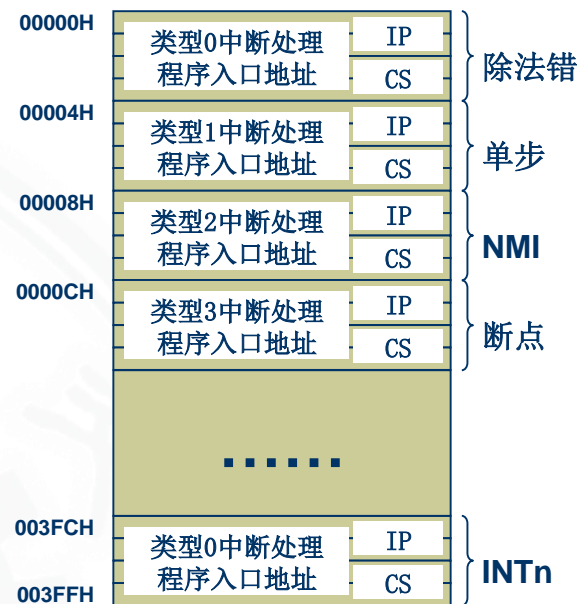 00000H
类型0中断处理
程序入口地址
IP
CS
除法错
00004H
类型1中断处理
程序入口地址
IP
CS
单步
00008H
类型2中断处理
程序入口地址
IP
CS
NMI
0000CH
类型3中断处理
程序入口地址
IP
CS
断点
......
003FCH
类型0中断处理
程序入口地址
IP
CS
INTn
003FFH